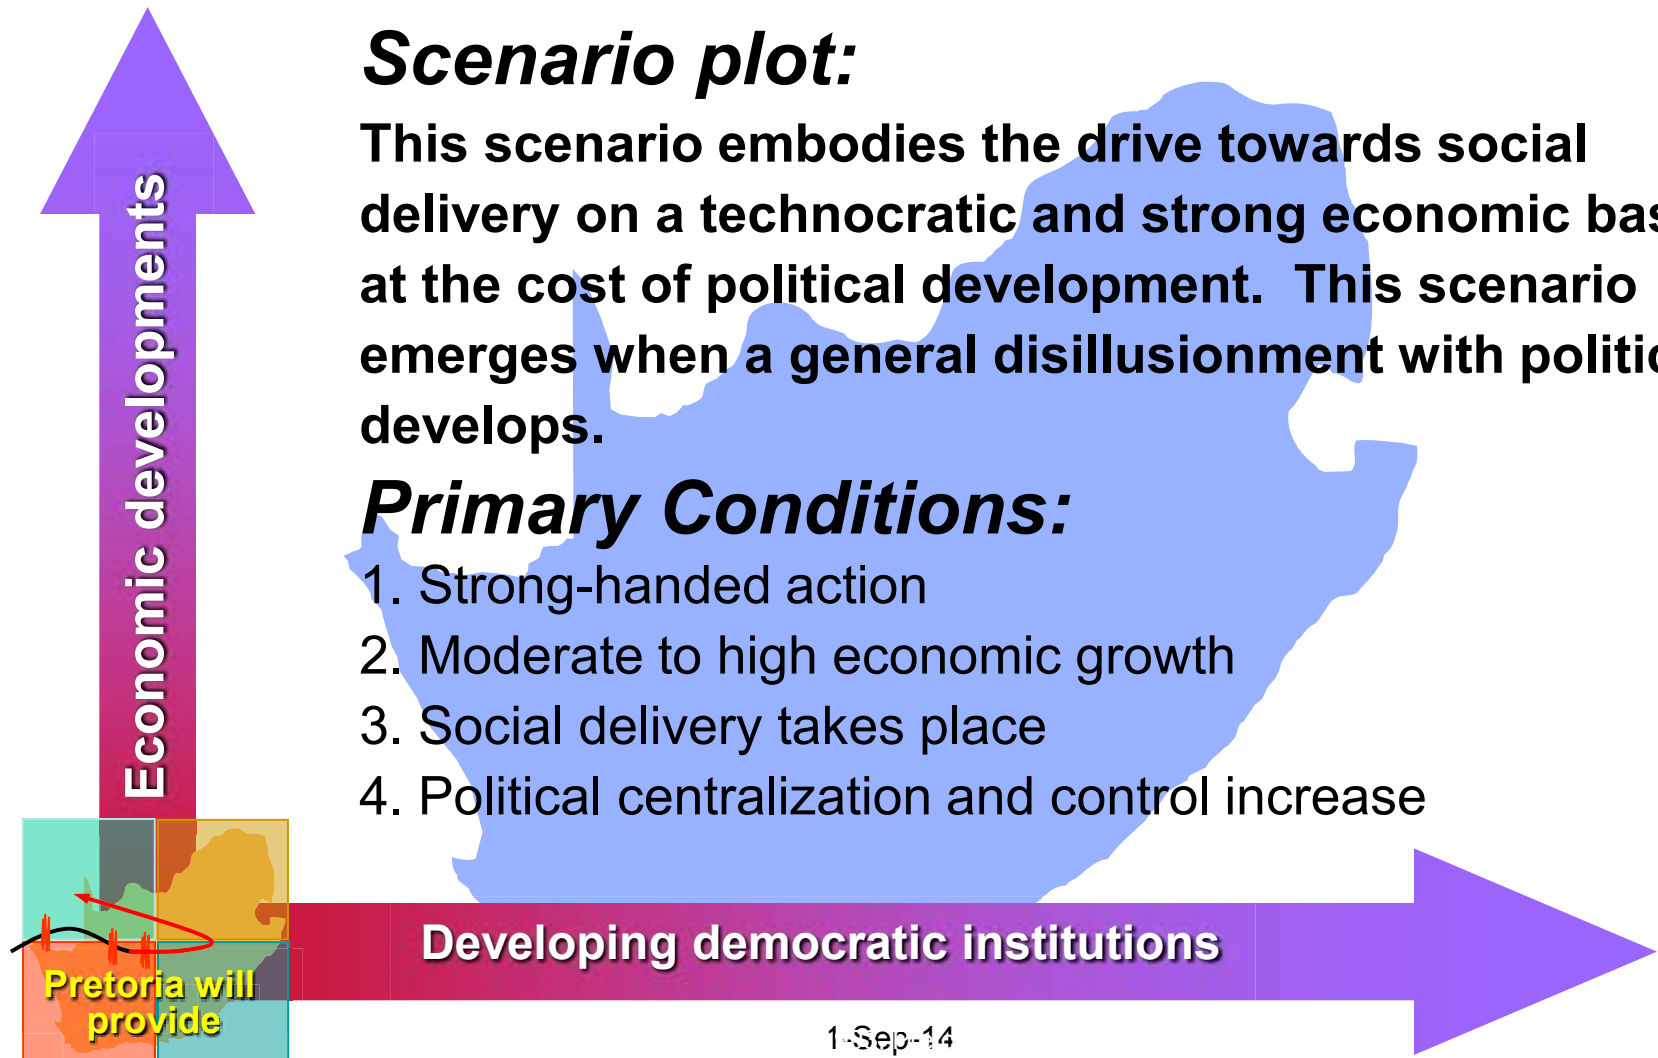 Scenario plot:
This scenario embodies the drive towards social
delivery on a technocratic and strong economic bas
at the cost of political development.  This scenario
emerges when a general disillusionment with politic
develops.
Primary Conditions:
1. Strong-handed action
2. Moderate to high economic growth
3. Social delivery takes place
4. Political centralization and control increase
Economic developments
Developing democratic institutions
Pretoria will
provide
1-Sep-14